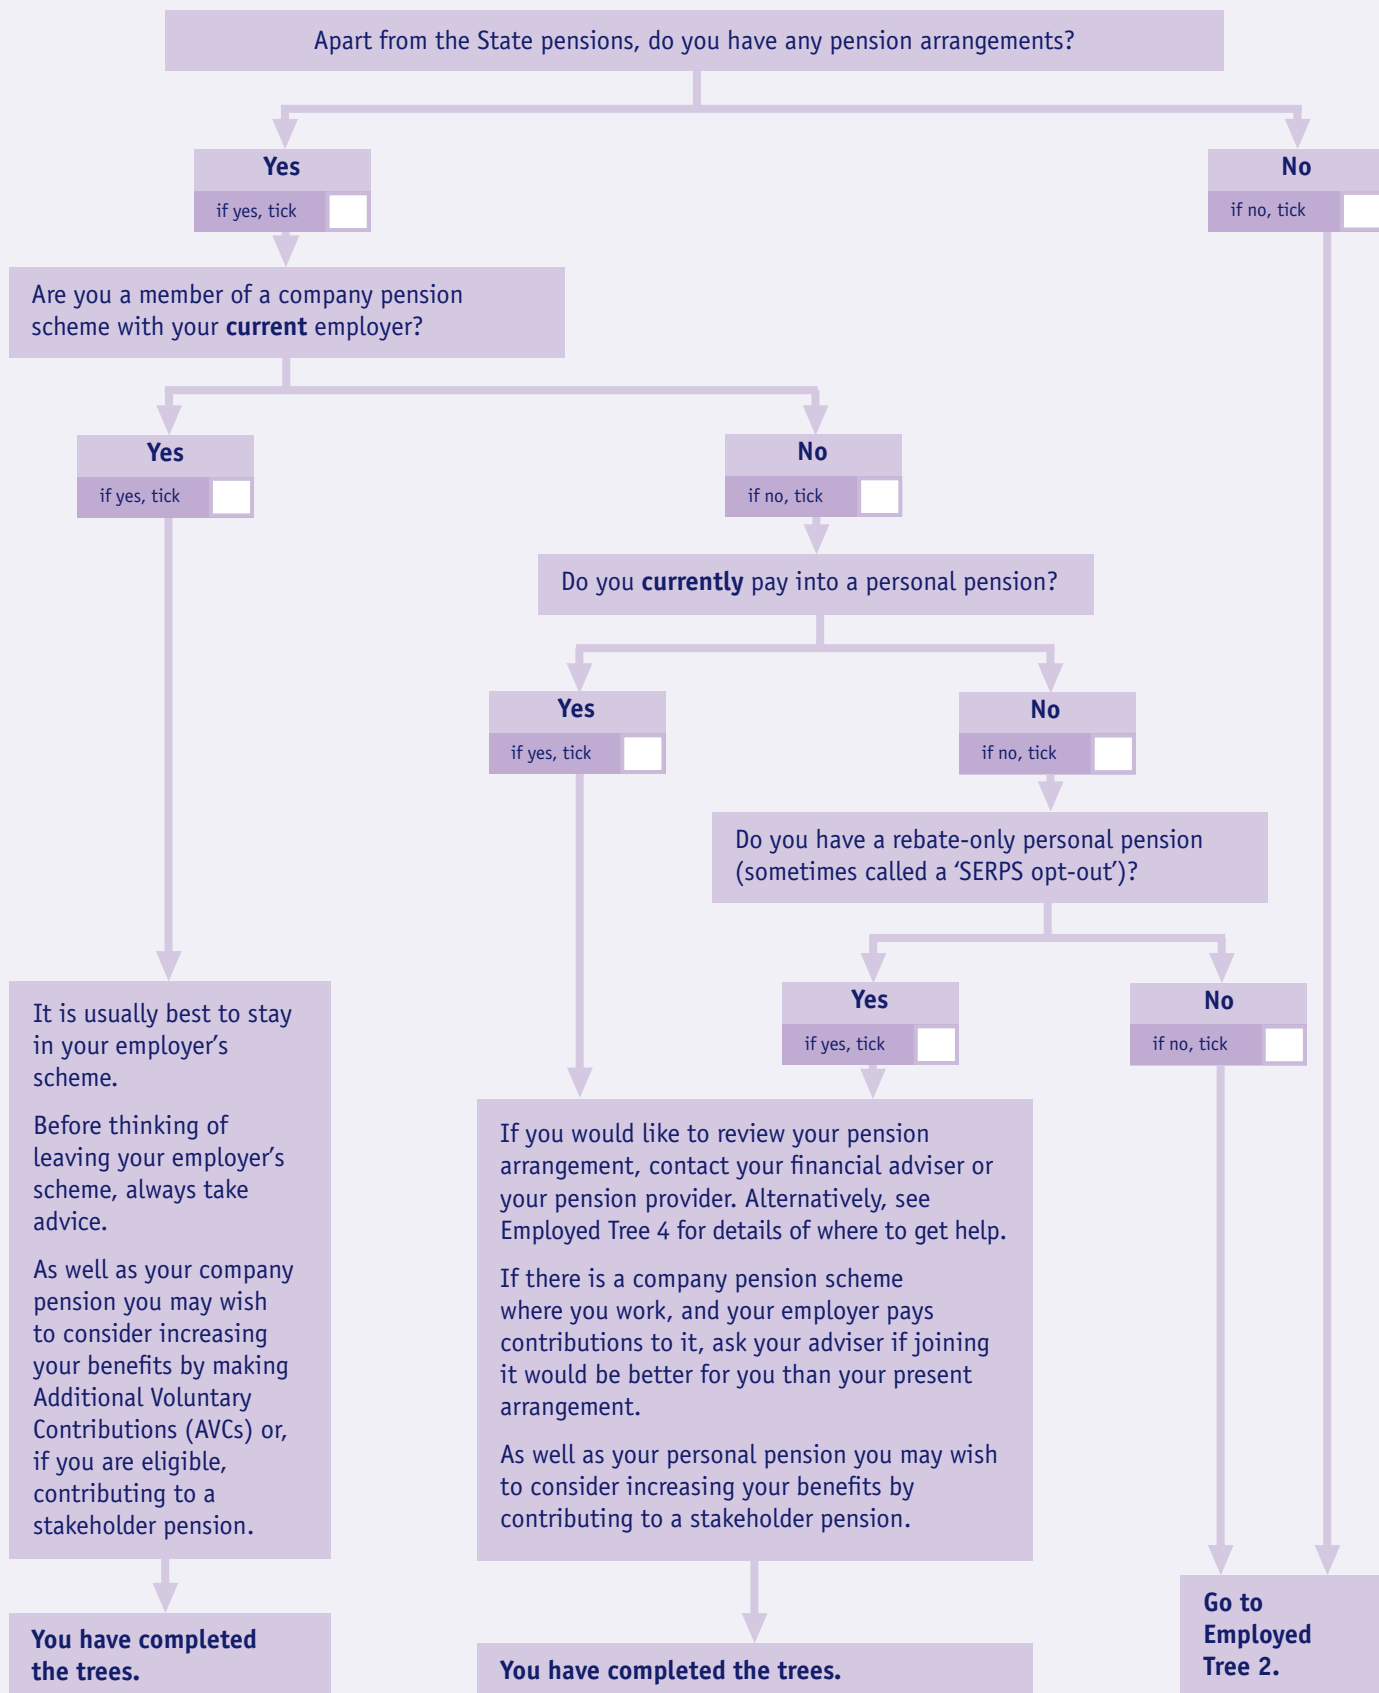 Apart from the State pensions, do you have any pension arrangements?
Yes
if yes, tick
No
if no, tick
Are you a member of a company pension
scheme with your current employer?
Yes
if yes, tick
No
if no, tick
Do you currently pay into a personal pension?
Yes
if yes, tick
No
if no, tick
Do you have a rebate-only personal pension
(sometimes called a ‘SERPS opt-out’)?
Yes
if yes, tick
No
if no, tick
It is usually best to stay
in your employer’s
scheme.
Before thinking of
leaving your employer’s
scheme, always take
advice.
As well as your company
pension you may wish
to consider increasing
your benefits by making
Additional Voluntary
Contributions (AVCs) or,
if you are eligible,
contributing to a
stakeholder pension.
If you would like to review your pension
arrangement, contact your financial adviser or
your pension provider. Alternatively, see
Employed Tree 4 for details of where to get help.
If there is a company pension scheme
where you work, and your employer pays
contributions to it, ask your adviser if joining
it would be better for you than your present
arrangement.
As well as your personal pension you may wish
to consider increasing your benefits by
contributing to a stakeholder pension.
You have completed
the trees.
You have completed the trees.
Go to
Employed
Tree 2.